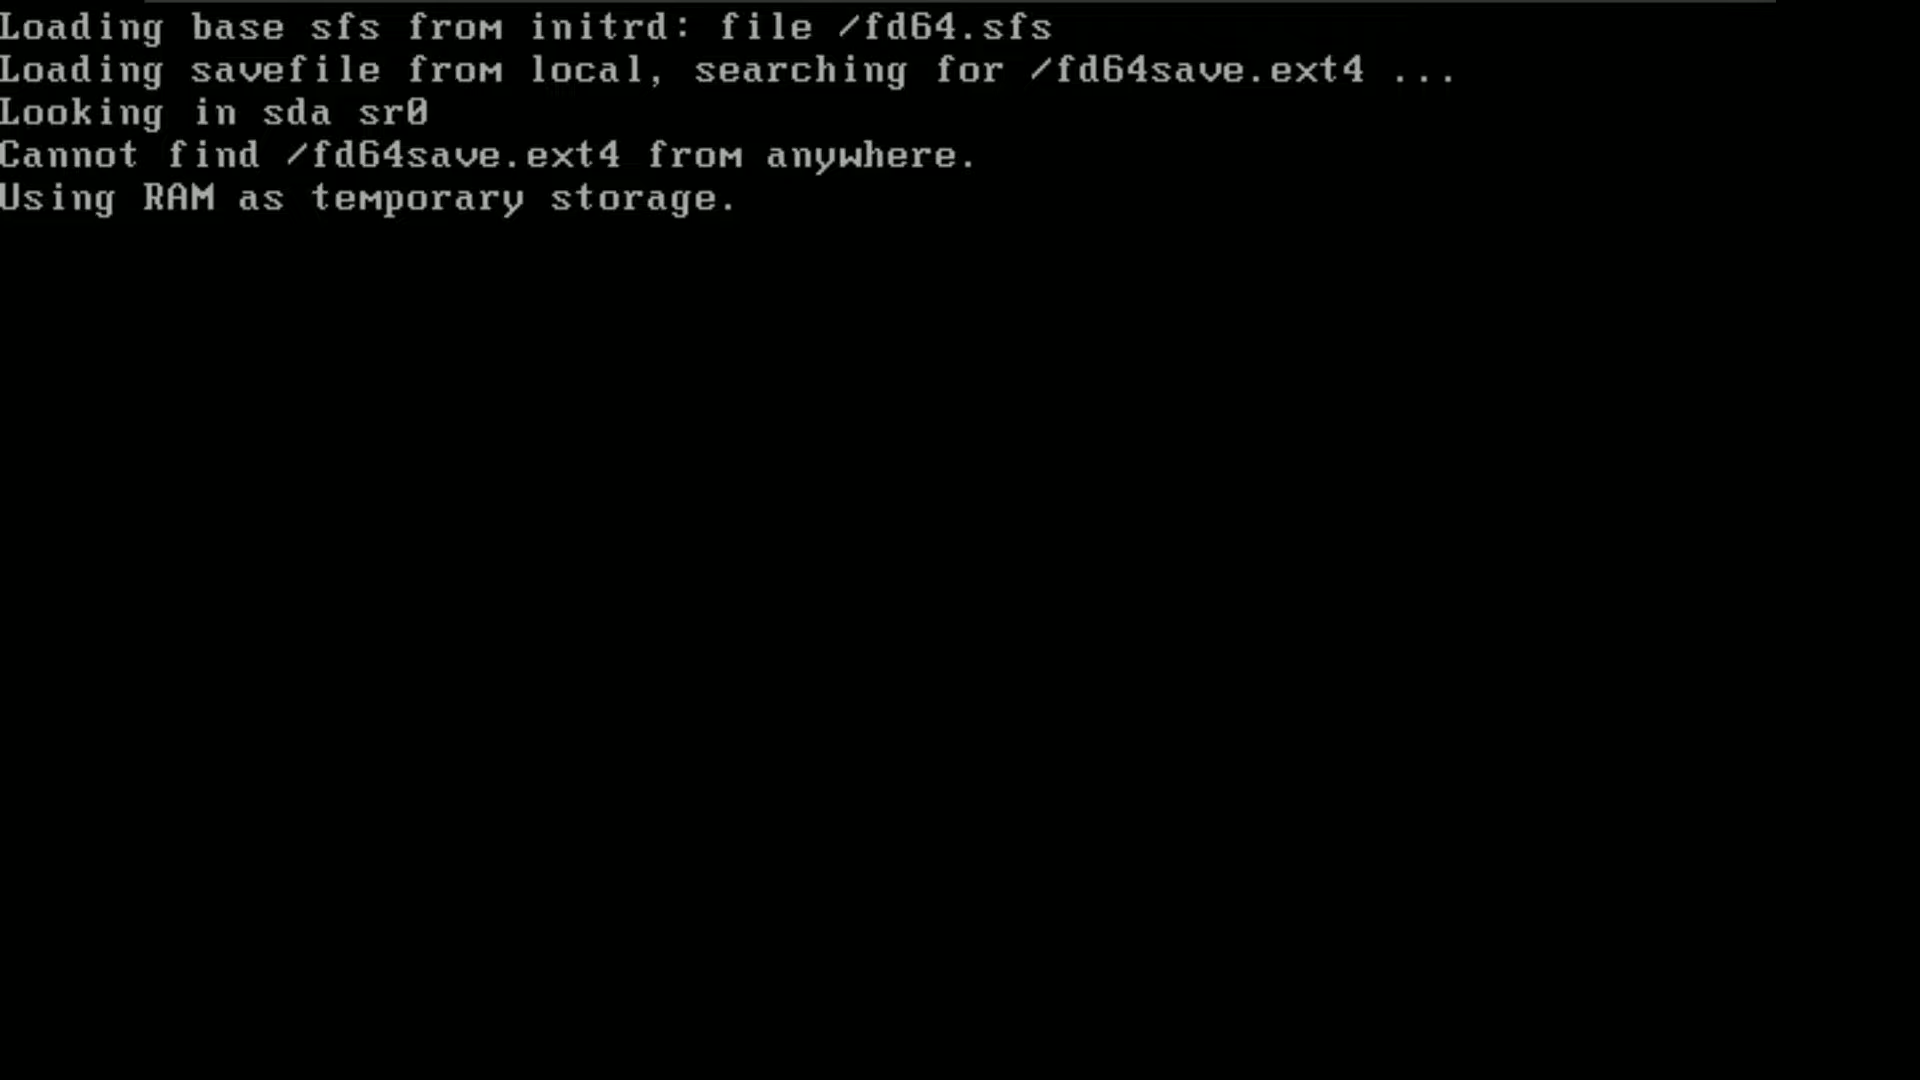 Loading base sfs from initrd: file /fd64.sfs
Loading savefile from local, searching for /fd64save.ext4 ...
Looking in sda sr0
Cannot find /fd64save.ext4 from anywhere.
Using RAM as temporary storage.